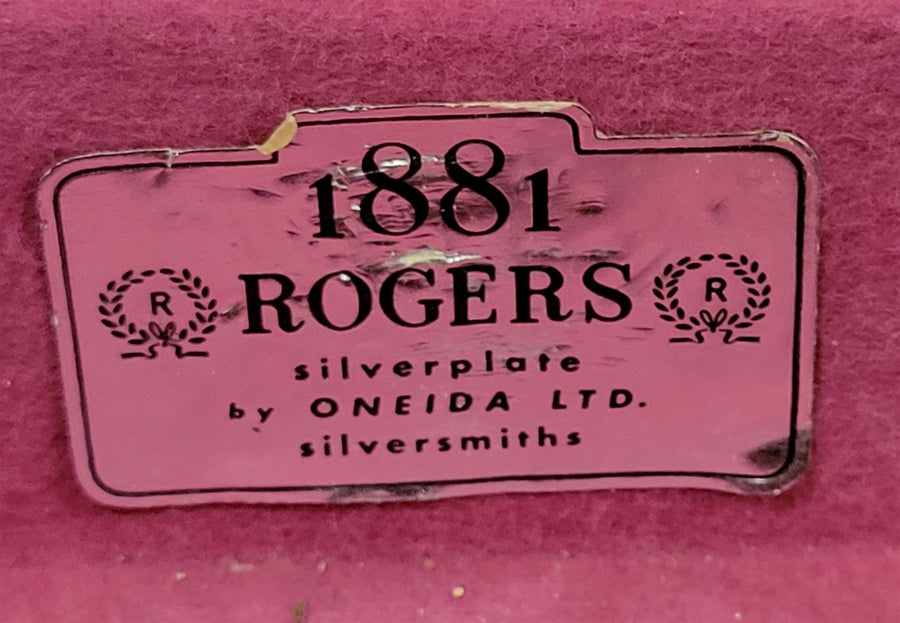 1881
R ROGERS R
silverplate
by ONEIDA LTD.
silversmiths